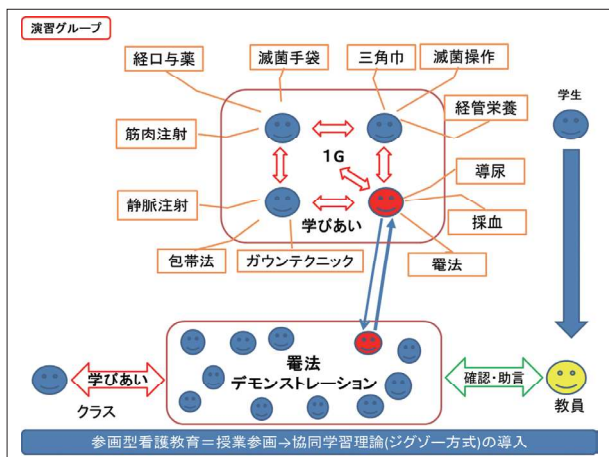 演習グループ
経口与薬
滅菌手袋
三角巾
滅菌操作
学生
筋肉注射
経管栄養
1G
導尿
静脈注射
学びあい
採血
包帯法
ガウンテクニック
罨法
罨法
デモンストレーション
学びあい
クラス
確認・助言
教員
参画型看護教育＝授業参画→協同学習理論(ジグゾー方式)の導入